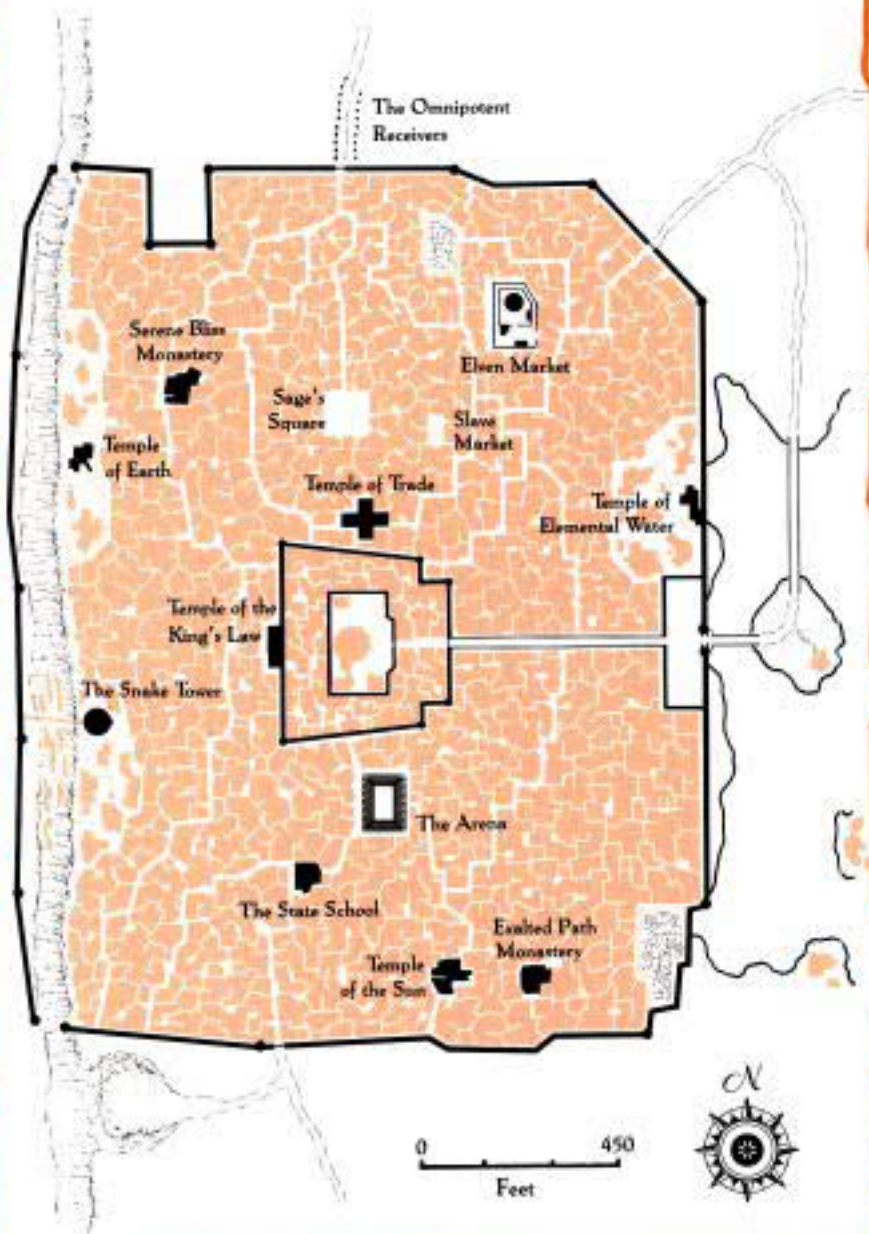 The Omnipotent
Receivers
Serene Bliss
Monastery
Elven Market
Sage's
Square
Slave
Market
Temple
of Earth
Temple of Trade
Temple of
Elemental Water
Temple of the
King's Law
The Snake Tower
The Arena
The State School
Exalted Path
Monastery
Temple
of the Sun
N
0 450
Feet